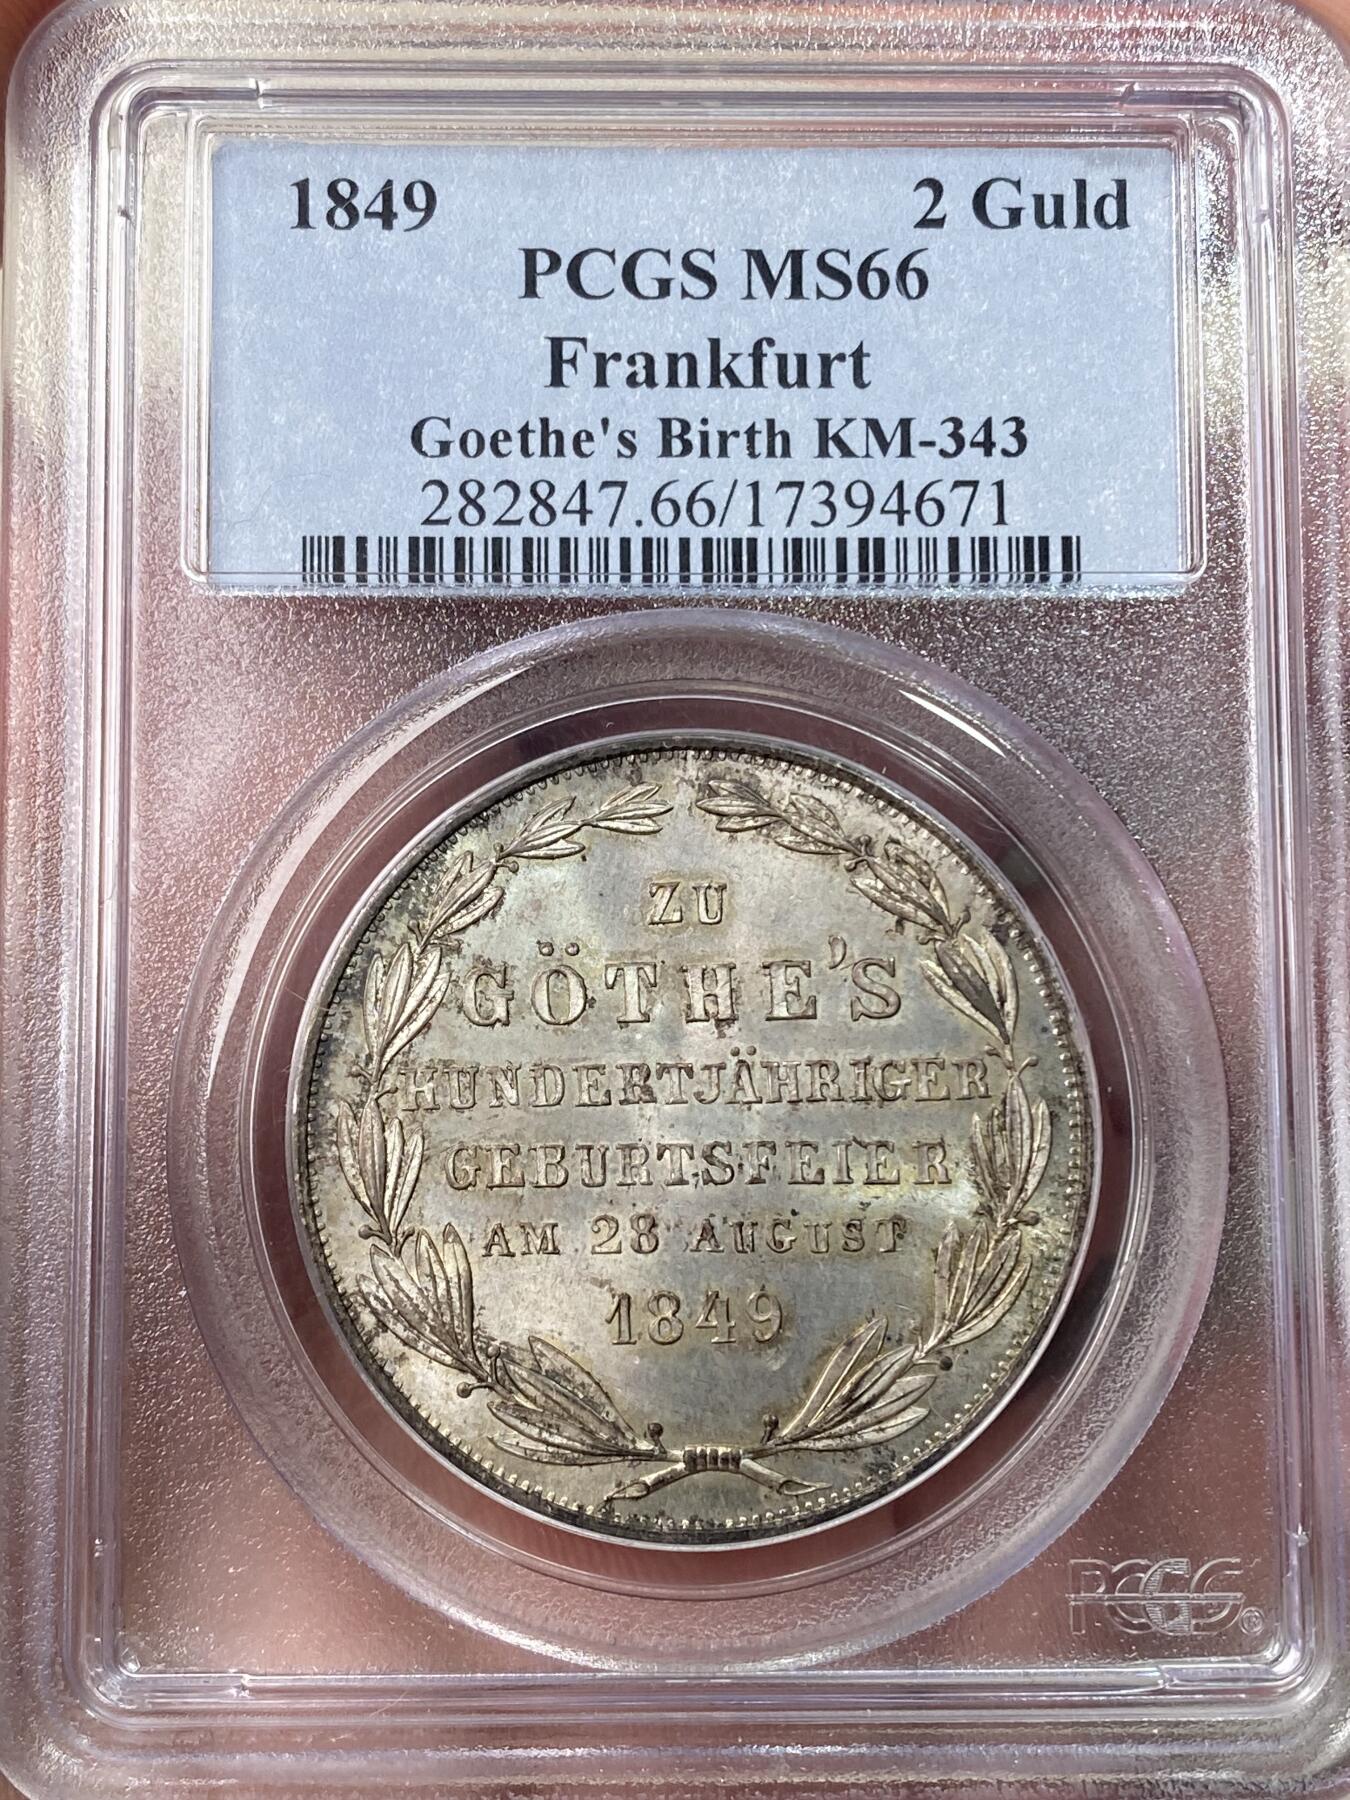 1849 2 Guld
PCGS MS66
Frankfurt
Goethe's Birth KM-343
282847.66/17394671
ZU
GÖTHE'S
HUNDERTJÄHRIGER
GEBURTSFEIER
AM 28 AUGUST
1849
PCGS®